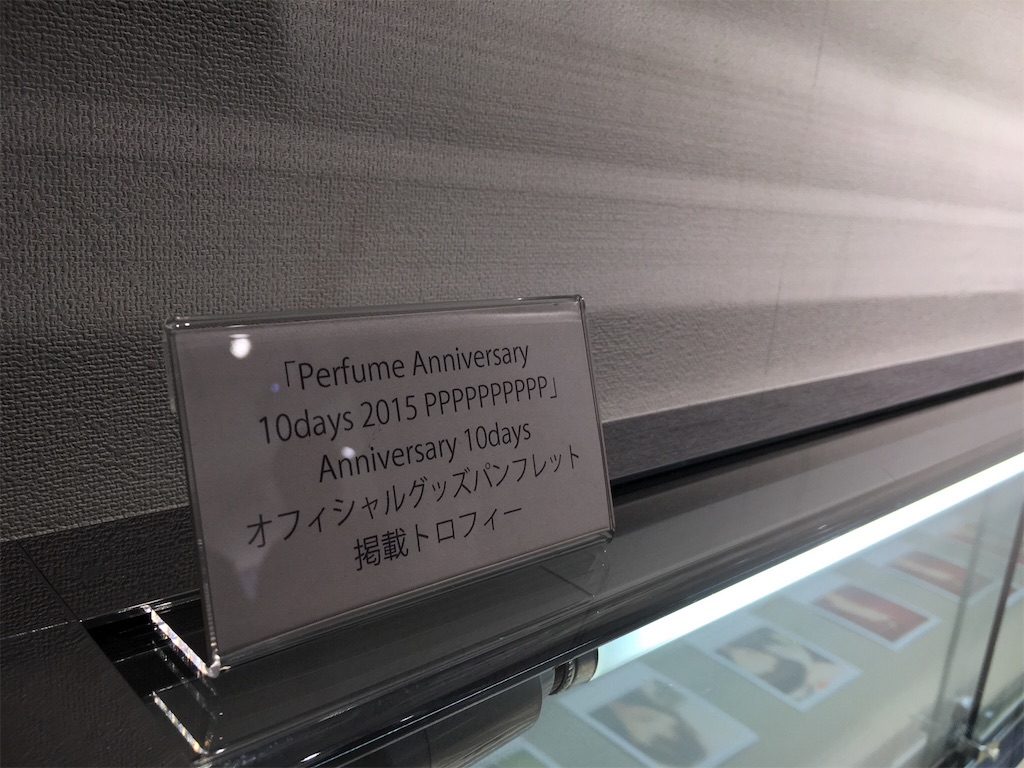 「Perfume Anniversary
10days 2015 PPPPPPPPPP」
Anniversary 10days
オフィシャルグッズパンフレット
掲載トロフィー